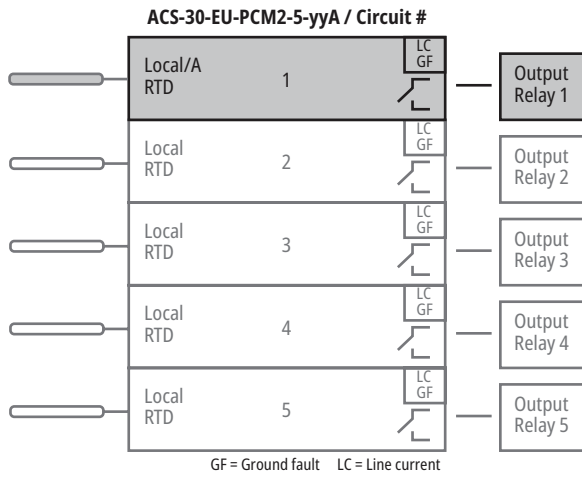 ACS-30-EU-PCM2-5-yyA / Circuit #
Local/A
RTD
1
LC
GF
Output
Relay 1
Local
RTD
2
LC
GF
Output
Relay 2
Local
RTD
3
LC
GF
Output
Relay 3
Local
RTD
4
LC
GF
Output
Relay 4
Local
RTD
5
LC
GF
Output
Relay 5
GF = Ground fault LC = Line current